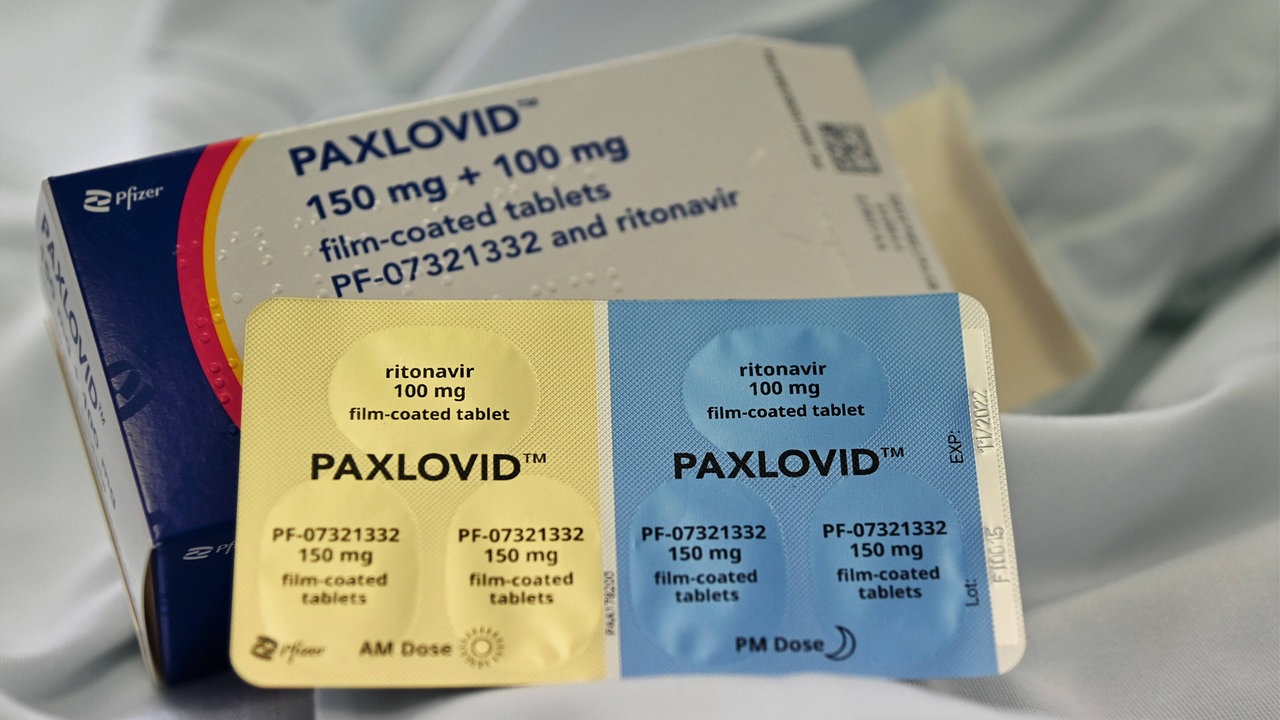 Pfizer
PAXLOVID™
150 mg + 100 mg
film-coated tablets
PF-07321332 and ritonavir
PAXLOVID™
ritonavir
100 mg
film-coated tablet
PAXLOVID™
PF-07321332
150 mg
film-coated
tablets
PF-07321332
150 mg
film-coated
tablets
Pfizer
AM Dose
ritonavir
100 mg
film-coated tablet
PAXLOVID™
PF-07321332
150 mg
film-coated
tablets
PF-07321332
150 mg
film-coated
tablets
PM Dose
EXP: 11/2022
Lot: